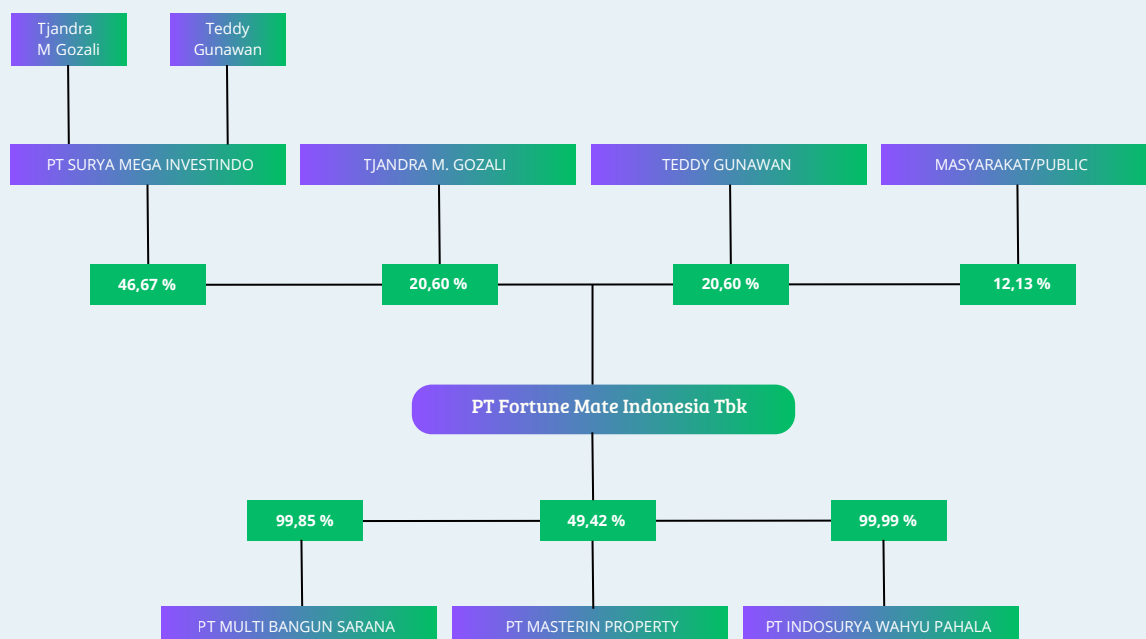 Tjandra
M Gozali
Teddy
Gunawan
PT SURYA MEGA INVESTINDO
TJANDRA M. GOZALI
TEDDY GUNAWAN
MASYARAKAT/PUBLIC
46,67 %
20,60 %
20,60 %
12,13 %
PT Fortune Mate Indonesia Tbk
99,85 %
49,42 %
99,99 %
PT MULTI BANGUN SARANA
PT MASTERIN PROPERTY
PT INDOSURYA WAHYU PAHALA